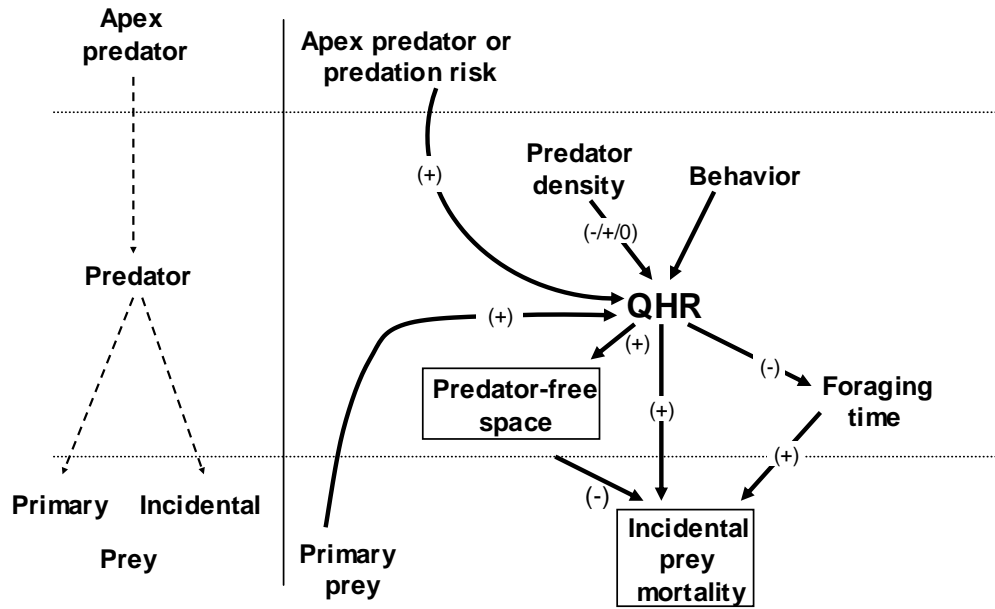 Apex
predator
Predator
Primary Incidental
Prey
Apex predator or
predation risk
(+)
Predator
density
Behavior
(-/+/0)
QHR
(+)
(+)
(-)
Predator-free
space
(+)
Foraging
time
(+)
(-)
Primary
prey
Incidental
prey
mortality